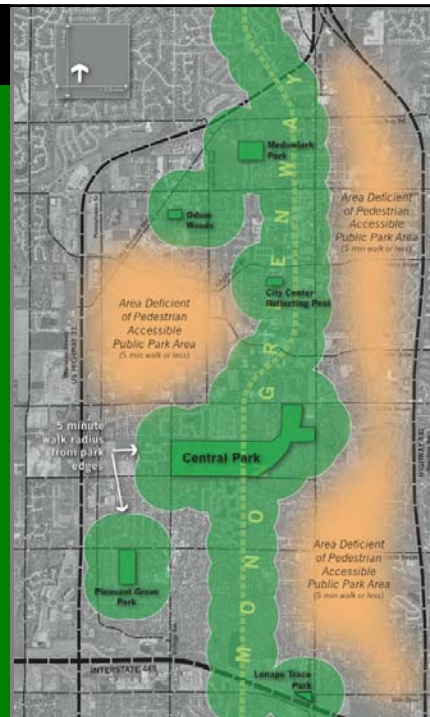 Meadowlark
Park
Odam
Woods
Area Deficient
of Pedestrian
Accessible
Public Park Area
(5 min walk or less)
City Center
Reflecting Pool
Area Deficient
of Pedestrian
Accessible
Public Park Area
(5 min walk or less)
US HIGHWAY 31
5 minute
walk radius
from park
edges
Central Park
MONON GREENWAY
Area Deficient
of Pedestrian
Accessible
Public Park Area
(5 min walk or less)
Pleasant Grove
Park
INTERSTATE 465
Lenape Trace
Park